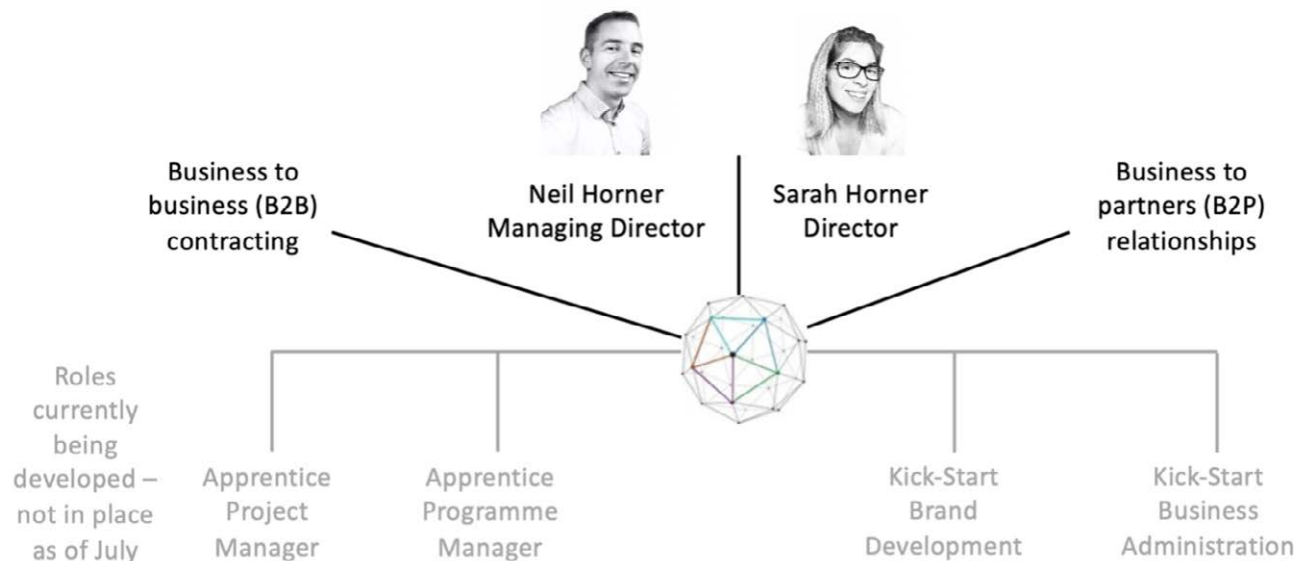 Business to
business (B2B)
contracting
Neil Horner
Managing Director
Sarah Horner
Director
Business to
partners (B2P)
relationships
Roles
currently
being
developed –
not in place
as of July
Apprentice
Project
Manager
Apprentice
Programme
Manager
Kick-Start
Brand
Development
Kick-Start
Business
Administration